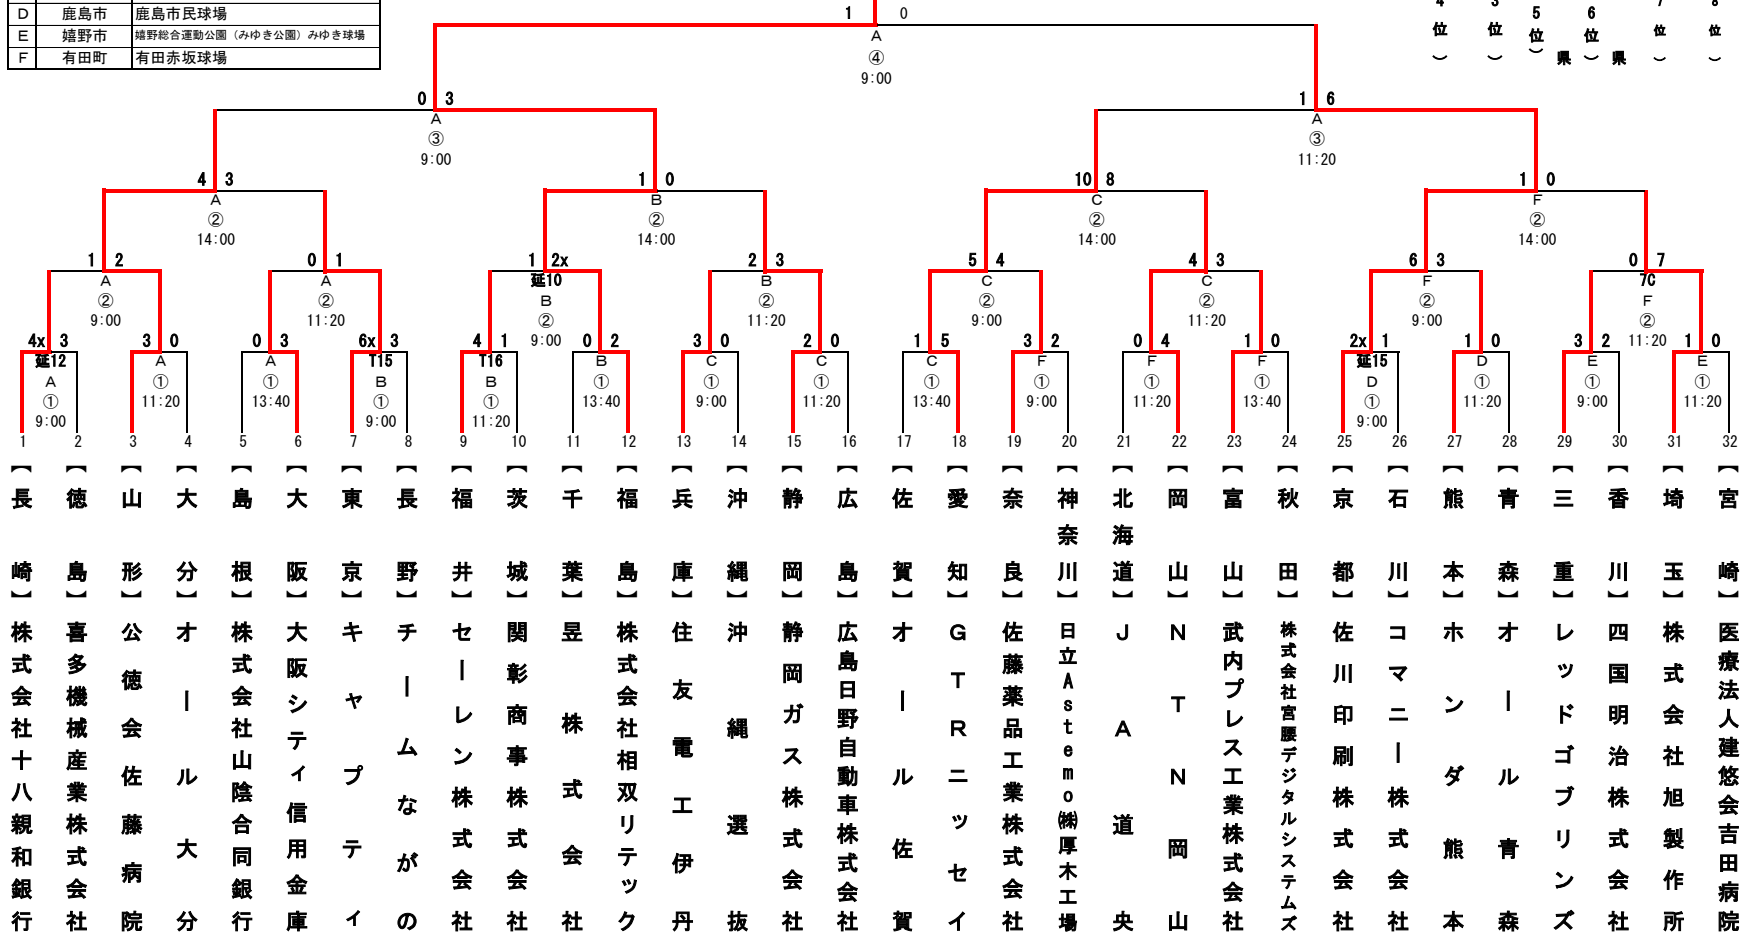 D 鹿島市 鹿島市民球場
E 嬉野市 嬉野総合運動公園（みゆき公園）みゆき球場
F 有田町 有田赤坂球場
4位）
3位）
5位）県
6位）県
7位）
8位）
1 0
A
④
9:00
0 3
A
③
9:00
1 6
A
③
11:20
4 3
A
②
14:00
1 0
B
②
14:00
10 8
C
②
14:00
1 0
F
②
14:00
1 2
A
②
9:00
0 1
A
②
11:20
1 2x
延10
B
②
9:00
2 3
B
②
11:20
5 4
C
②
9:00
4 3
C
②
11:20
6 3
F
②
9:00
0 7
7C
F
②
11:20
4x 3
延12
A
①
9:00
3 0
A
①
11:20
0 3
A
①
13:40
6x 3
T15
B
①
9:00
4 1
T16
B
①
11:20
0 2
B
①
13:40
3 0
C
①
9:00
2 0
C
①
11:20
1 5
C
①
13:40
3 2
F
①
9:00
0 4
F
①
11:20
1 0
F
①
13:40
2x 1
延15
D
①
9:00
1 0
D
①
11:20
3 2
E
①
9:00
1 0
E
①
11:20
1 【長崎】 株式会社十八親和銀行
2 【徳島】 喜多機械産業株式会社
3 【山形】 公徳会佐藤病院
4 【大分】 オール大分
5 【島根】 株式会社山陰合同銀行
6 【大阪】 大阪シティ信用金庫
7 【東京】 キャプティ
8 【長野】 チームながの
9 【福井】 セーレン株式会社
10 【茨城】 関彰商事株式会社
11 【千葉】 昱株式会社
12 【福島】 株式会社相双リテック
13 【兵庫】 住友電工伊丹
14 【沖縄】 沖縄選抜
15 【静岡】 静岡ガス株式会社
16 【広島】 広島日野自動車株式会社
17 【佐賀】 オール佐賀
18 【愛知】 GTRニッセイ
19 【奈良】 佐藤薬品工業株式会社
20 【神奈川】 日立Astemo㈱厚木工場
21 【北海道】 JA道央
22 【岡山】 NTN岡山
23 【富山】 武内プレス工業株式会社
24 【秋田】 株式会社宮腰デジタルシステムズ
25 【京都】 佐川印刷株式会社
26 【石川】 コマニー株式会社
27 【熊本】 ホンダ熊本
28 【青森】 オール青森
29 【三重】 レッドゴブリンズ
30 【香川】 四国明治株式会社
31 【埼玉】 株式会社旭製作所
32 【宮崎】 医療法人建悠会吉田病院